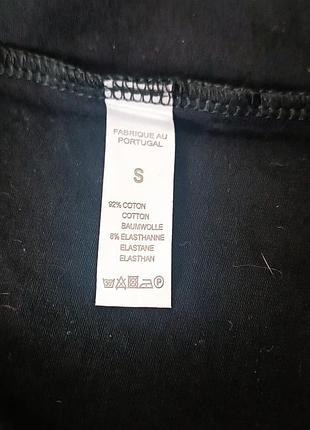 FABRIQUE AU
PORTUGAL
S
92% COTON
COTTON
BAUMWOLLE
8% ELASTHANNE
ELASTANE
ELASTHAN
P